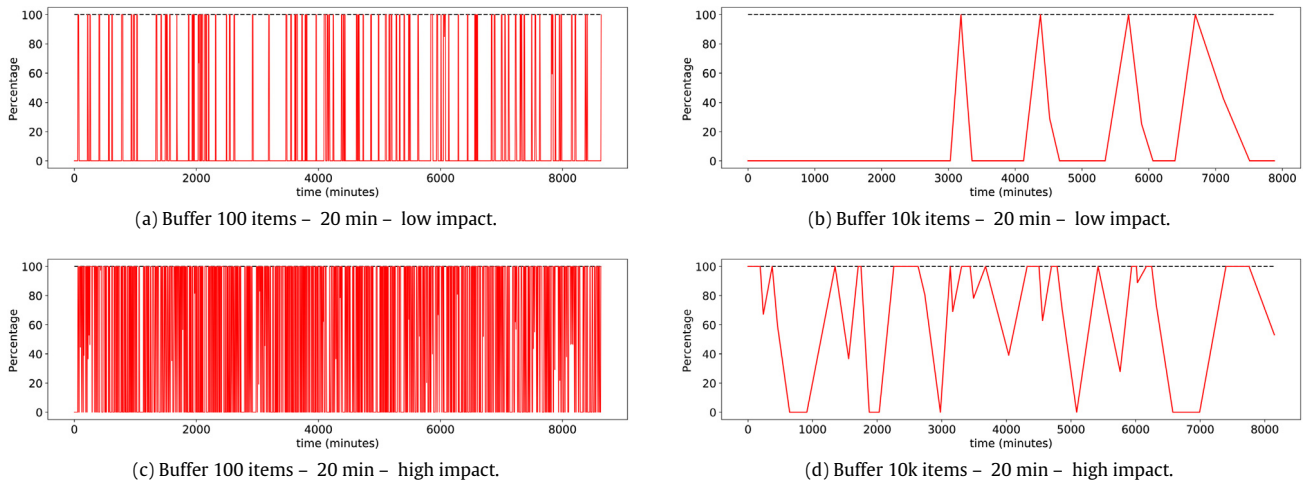 100
80
60
40
20
0
Percentage
0 2000 4000 6000 8000
time (minutes)
(a) Buffer 100 items – 20 min – low impact.
100
80
60
40
20
0
Percentage
0 1000 2000 3000 4000 5000 6000 7000 8000
time (minutes)
(b) Buffer 10k items – 20 min – low impact.
100
80
60
40
20
0
Percentage
0 2000 4000 6000 8000
time (minutes)
(c) Buffer 100 items – 20 min – high impact.
100
80
60
40
20
0
Percentage
0 1000 2000 3000 4000 5000 6000 7000 8000
time (minutes)
(d) Buffer 10k items – 20 min – high impact.